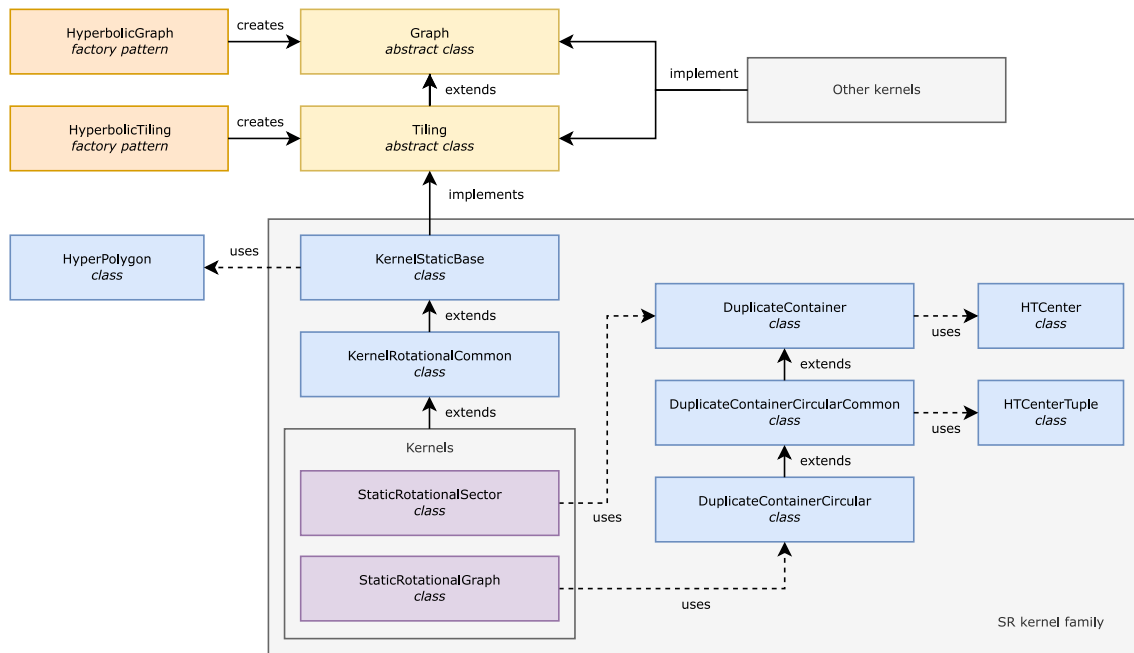 HyperbolicGraph
factory pattern
creates
Graph
abstract class
implement
Other kernels
extends
HyperbolicTiling
factory pattern
creates
Tiling
abstract class
implements
HyperPolygon
class
uses
KernelStaticBase
class
extends
KernelRotationalCommon
class
extends
Kernels
StaticRotationalSector
class
uses
StaticRotationalGraph
class
uses
DuplicateContainer
class
uses
HTCenter
class
extends
DuplicateContainerCircularCommon
class
uses
HTCenterTuple
class
extends
DuplicateContainerCircular
class
SR kernel family